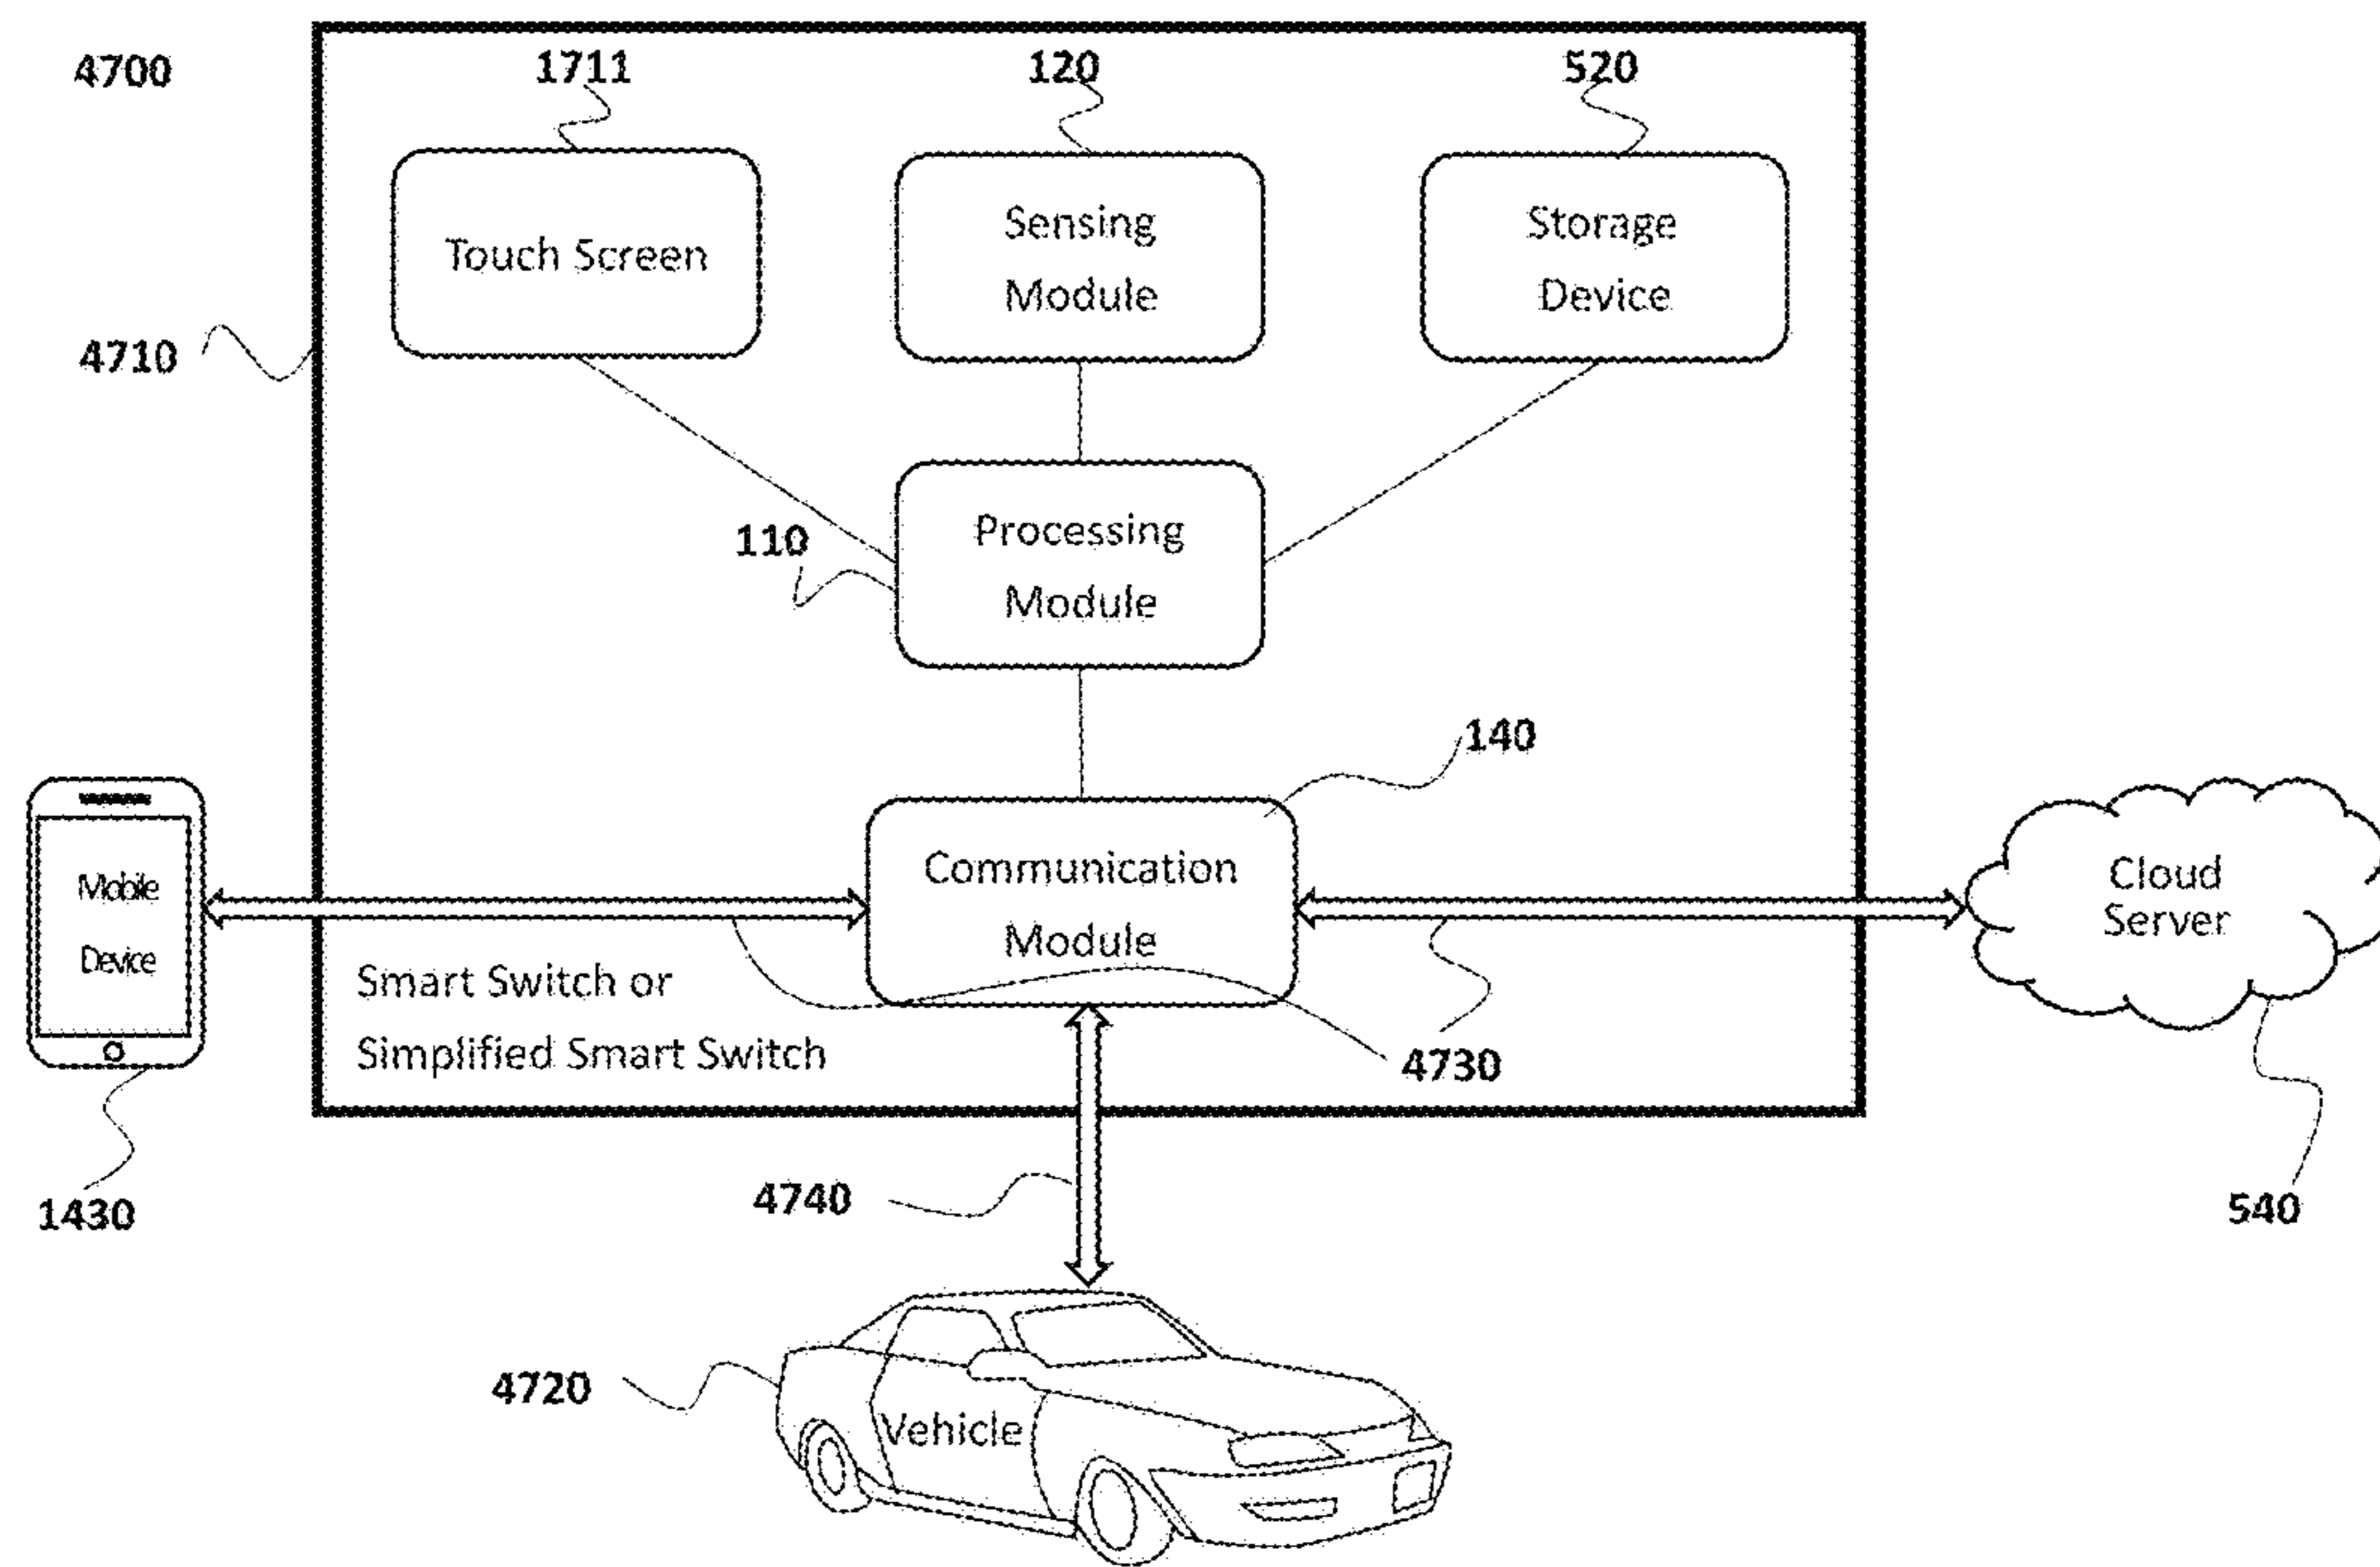 4700
1711
120
520
Touch Screen
Sensing
Module
Storage
Device
4710
110
Processing
Module
140
Communication
Module
Mobile
Device
Cloud
Server
Smart Switch or
Simplified Smart Switch
4730
1430
4740
540
4720
Vehicle